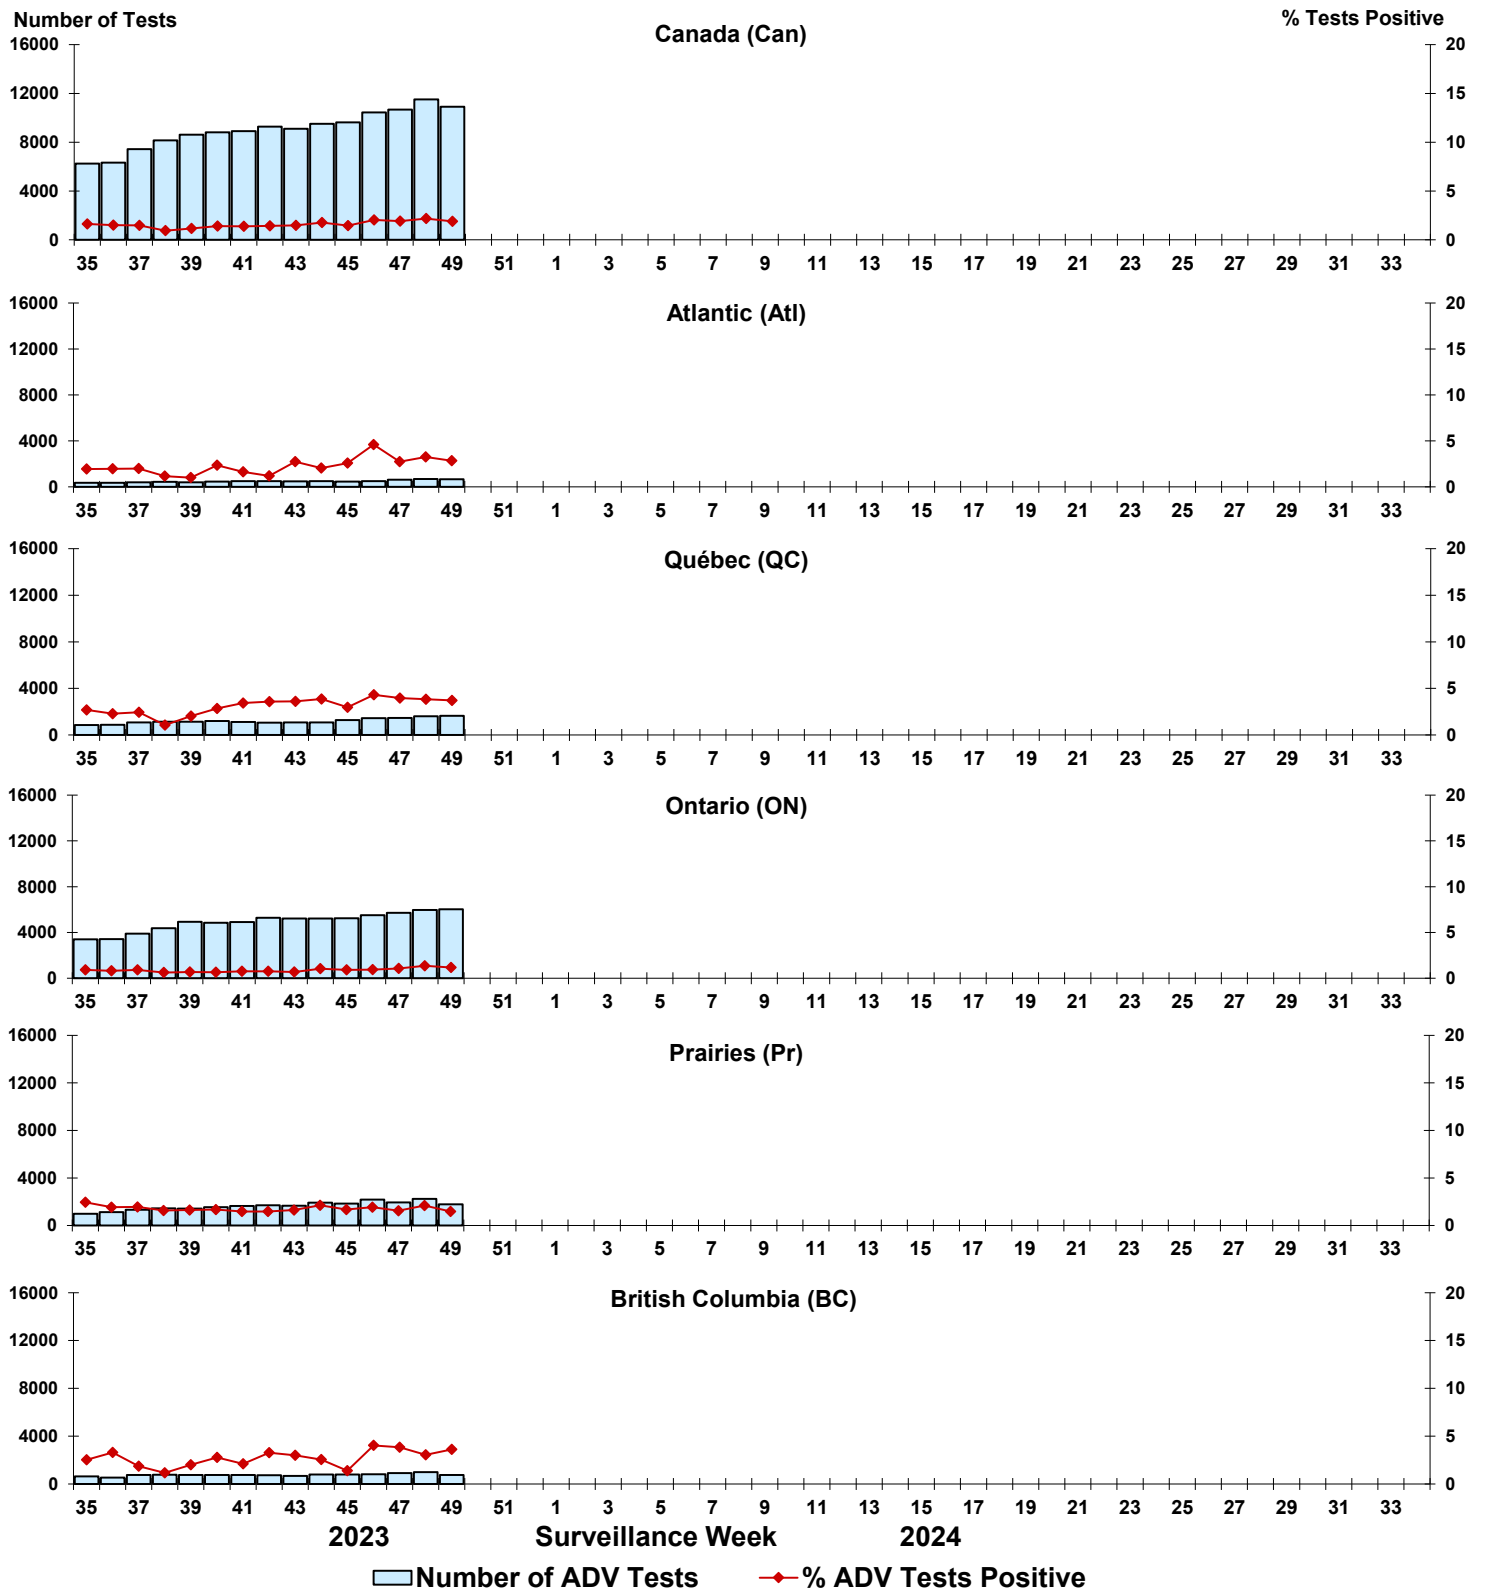 Number of Tests % Tests Positive
Canada (Can)
16000 20
12000 15
8000 10
4000 5
0 0
35 37 39 41 43 45 47 49 51 1 3 5 7 9 11 13 15 17 19 21 23 25 27 29 31 33
Atlantic (Atl)
16000 20
12000 15
8000 10
4000 5
0 0
35 37 39 41 43 45 47 49 51 1 3 5 7 9 11 13 15 17 19 21 23 25 27 29 31 33
Québec (QC)
16000 20
12000 15
8000 10
4000 5
0 0
35 37 39 41 43 45 47 49 51 1 3 5 7 9 11 13 15 17 19 21 23 25 27 29 31 33
Ontario (ON)
16000 20
12000 15
8000 10
4000 5
0 0
35 37 39 41 43 45 47 49 51 1 3 5 7 9 11 13 15 17 19 21 23 25 27 29 31 33
Prairies (Pr)
16000 20
12000 15
8000 10
4000 5
0 0
35 37 39 41 43 45 47 49 51 1 3 5 7 9 11 13 15 17 19 21 23 25 27 29 31 33
British Columbia (BC)
16000 20
12000 15
8000 10
4000 5
0 0
35 37 39 41 43 45 47 49 51 1 3 5 7 9 11 13 15 17 19 21 23 25 27 29 31 33
2023 Surveillance Week 2024
Number of ADV Tests % ADV Tests Positive